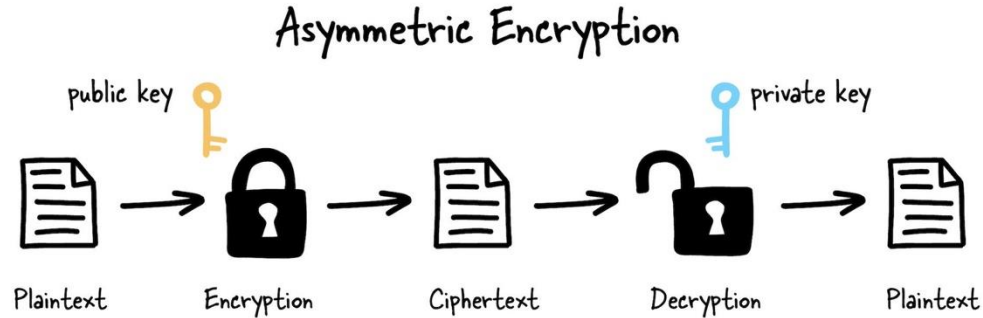 Asymmetric Encryption
public key
private key
Plaintext
Encryption
Ciphertext
Decryption
Plaintext